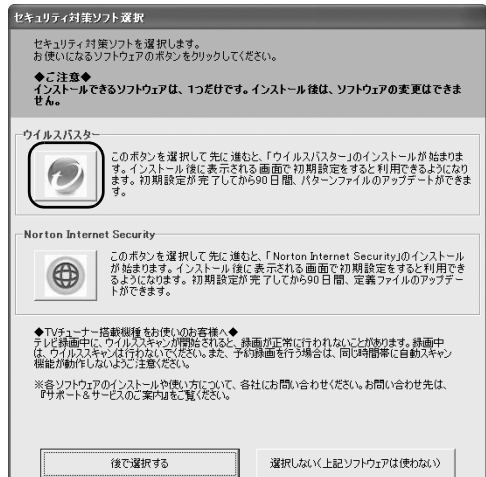 セキュリティ対策ソフト選択
セキュリティ対策ソフトを選択します。
お使いになるソフトウェアのボタンをクリックしてください。
◆ご注意◆
インストールできるソフトウェアは、1つだけです。インストール後は、ソフトウェアの変更はできま
せん。
ウイルスバスター
このボタンを選択して先に進むと、「ウイルスバスター」のインストールが始まりま
す。インストール後に表示される画面で初期設定をすると利用できるようになり
ます。初期設定が完了してから90日間、パターンファイルのアップデートができま
す。
Norton Internet Security
このボタンを選択して先に進むと、「Norton Internet Security」のインストール
が始まります。インストール後に表示される画面で初期設定をすると利用でき
るようになります。初期設定が完了してから90日間、定義ファイルのアップデー
トができます。
◆TVチューナー搭載機種をお使いのお客様へ◆
テレビ録画中に、ウイルススキャンが開始されると、録画が正常に行われないことがあります。録画中
は、ウイルススキャンは行わないでください。また、予約録画を行う場合は、同じ時間帯に自動スキャン
機能が動作しないようご注意ください。
※各ソフトウェアのインストールや使い方について、各社にお問い合わせください。お問い合わせ先は、
『サポート&サービスのご案内』をご覧ください。
後で選択する
選択しない(上記ソフトウェアは使わない)